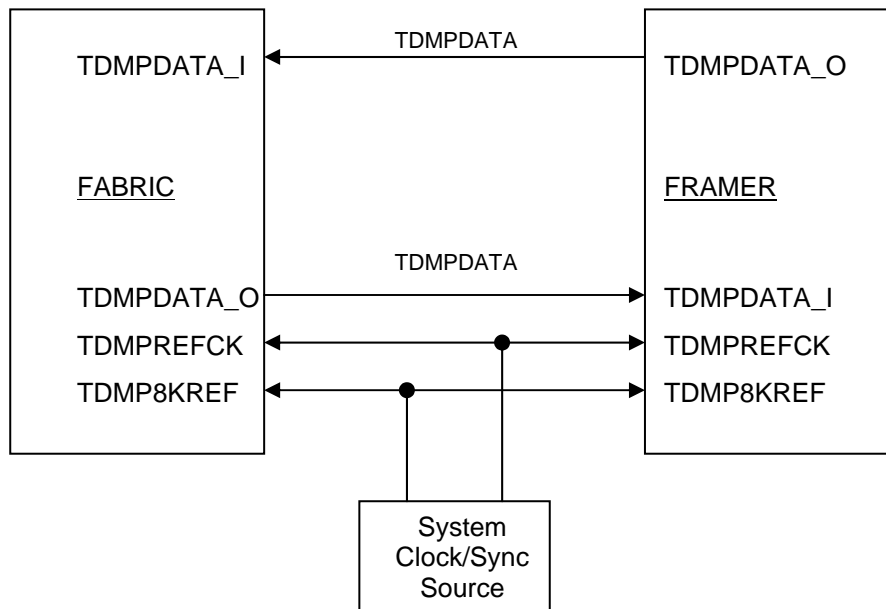 TDMPDATA
TDMPDATA_I
TDMPDATA_O
FABRIC
FRAMER
TDMPDATA
TDMPDATA_O
TDMPDATA_I
TDMPREFCK
TDMPREFCK
TDMP8KREF
TDMP8KREF
System
Clock/Sync
Source